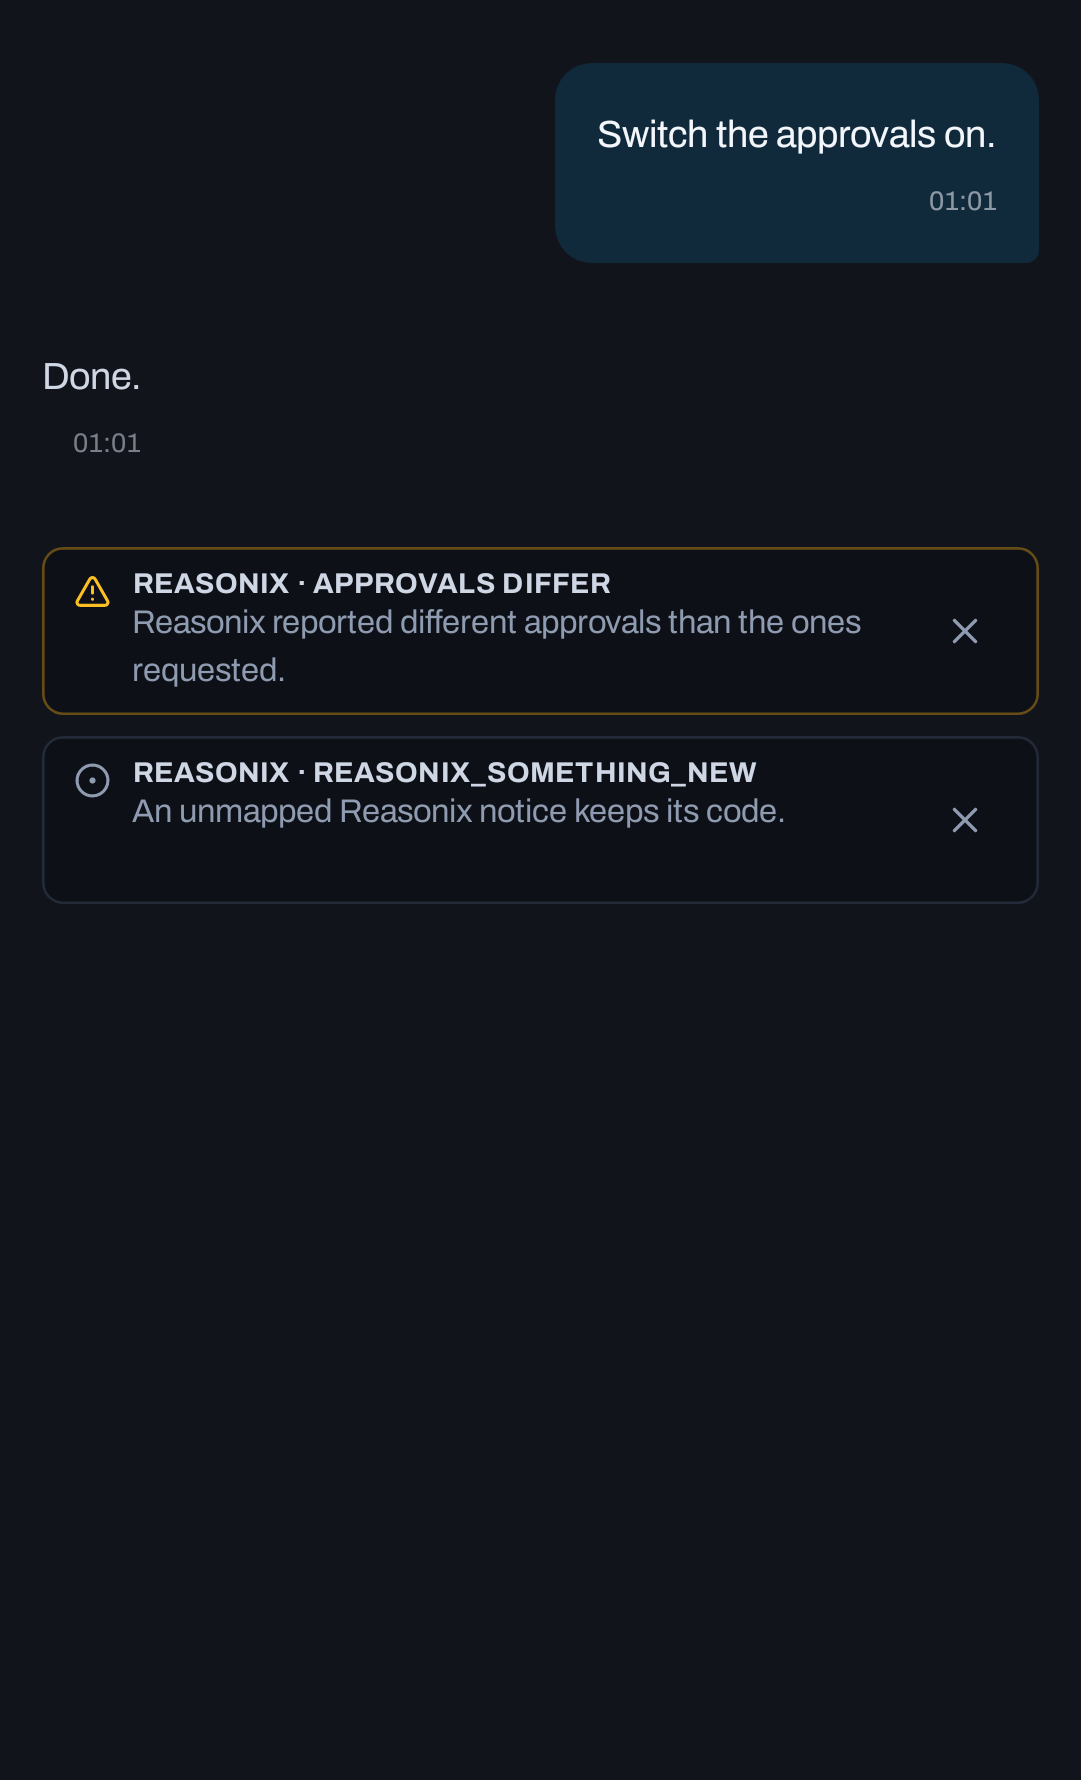 Switch the approvals on.
01:01
Done.
01:01
REASONIX · APPROVALS DIFFER
Reasonix reported different approvals than the ones
requested.
REASONIX · REASONIX_SOMETHING_NEW
An unmapped Reasonix notice keeps its code.